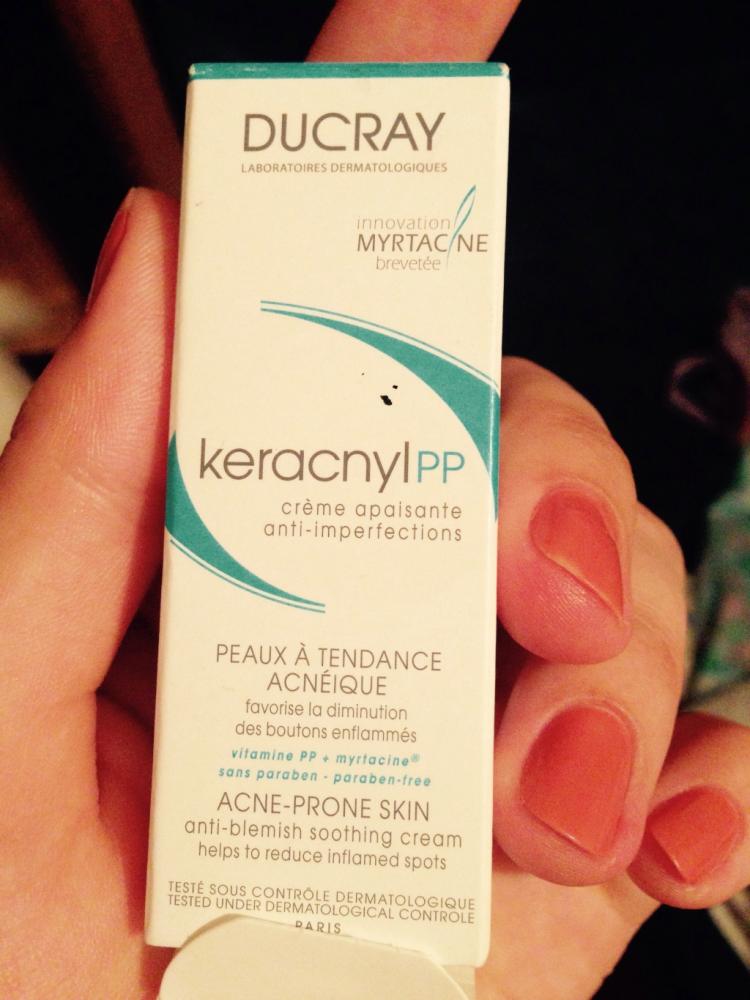 DUCRAY
LABORATOIRES DERMATOLOGIQUES
innovation
MYRTACINE
brevetée
keracnyl PP
crème apaisante
anti-imperfections
PEAUX À TENDANCE
ACNÉIQUE
favorise la diminution
des boutons enflammés
vitamine PP + myrtacine®
sans paraben - paraben-free
ACNE-PRONE SKIN
anti-blemish soothing cream
helps to reduce inflamed spots
TESTÉ SOUS CONTRÔLE DERMATOLOGIQUE
TESTED UNDER DERMATOLOGICAL CONTROLE
PARIS